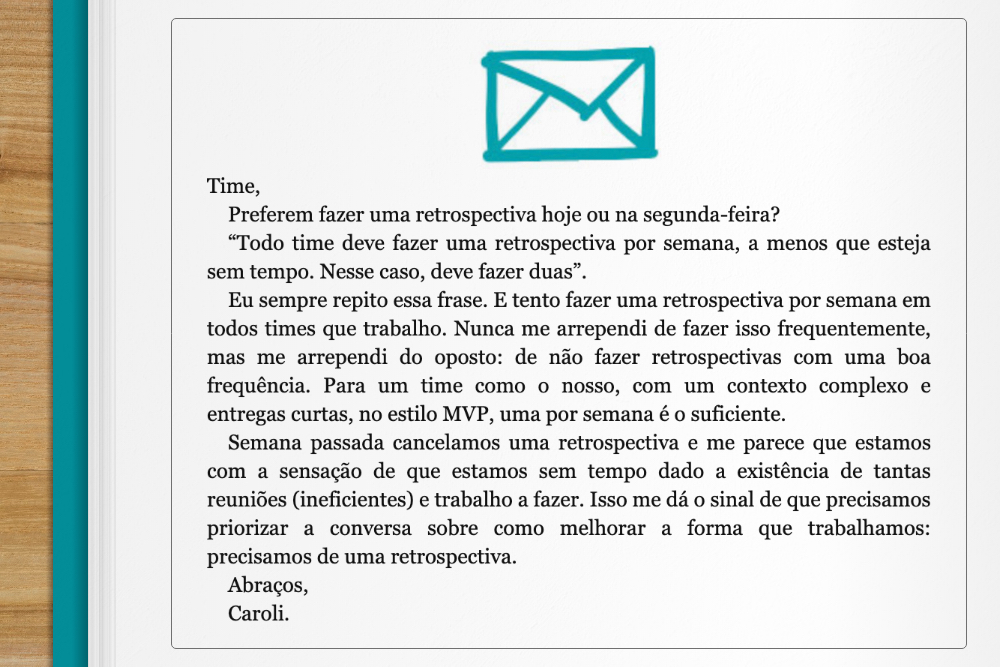 Time,
Preferem fazer uma retrospectiva hoje ou na segunda-feira?
“Todo time deve fazer uma retrospectiva por semana, a menos que esteja
sem tempo. Nesse caso, deve fazer duas”.
Eu sempre repito essa frase. E tento fazer uma retrospectiva por semana em
todos times que trabalho. Nunca me arrependi de fazer isso frequentemente,
mas me arrependi do oposto: de não fazer retrospectivas com uma boa
frequência. Para um time como o nosso, com um contexto complexo e
entregas curtas, no estilo MVP, uma por semana é o suficiente.
Semana passada cancelamos uma retrospectiva e me parece que estamos
com a sensação de que estamos sem tempo dado a existência de tantas
reuniões (ineficientes) e trabalho a fazer. Isso me dá o sinal de que precisamos
priorizar a conversa sobre como melhorar a forma que trabalhamos:
precisamos de uma retrospectiva.
Abraços,
Caroli.